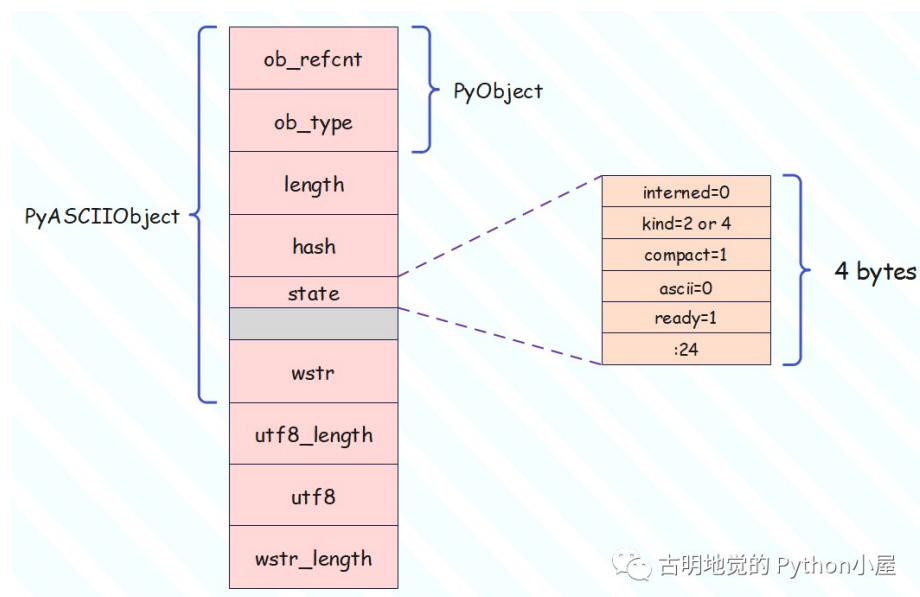 ob_refcnt
PyObject
ob_type
length
PyASCIIObject
hash
state
wstr
utf8_length
utf8
wstr_length
interned=0
kind=2 or 4
compact=1
ascii=0
ready=1
:24
4 bytes
古明地觉的 Python小屋